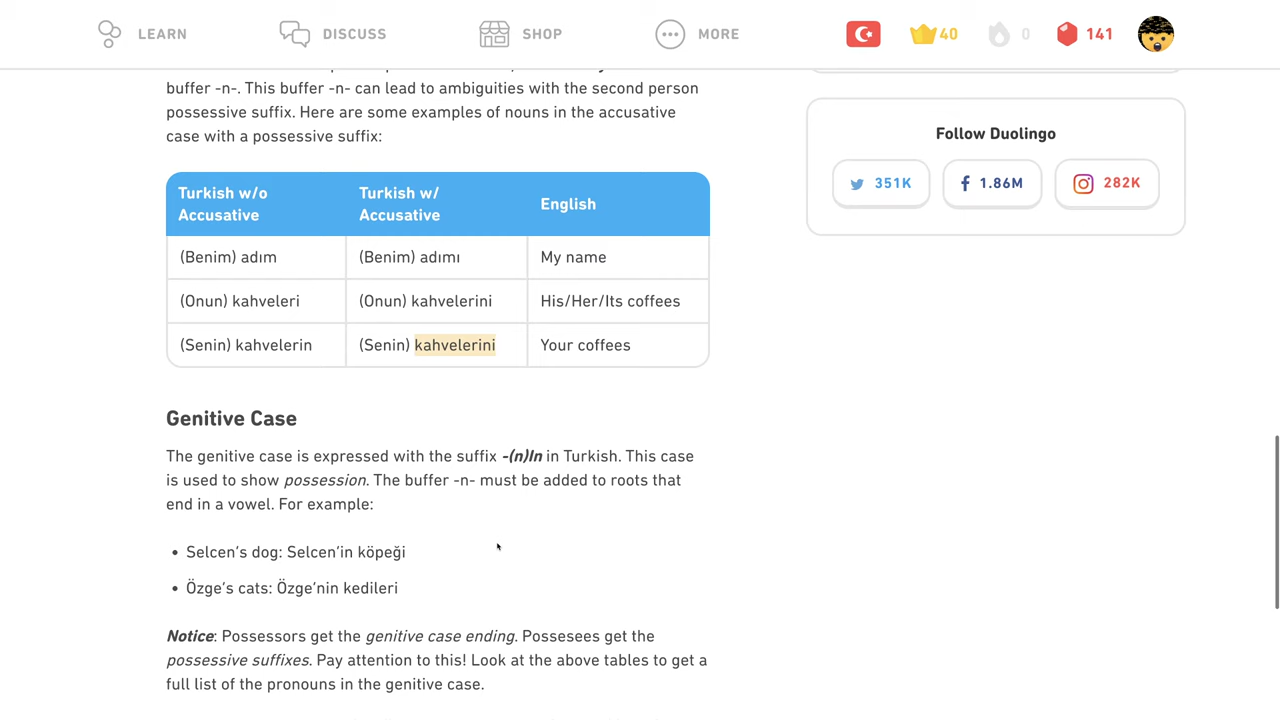 LEARN
DISCUSS
SHOP
MORE
40
0
141
buffer -n-. This buffer -n- can lead to ambiguities with the second person
possessive suffix. Here are some examples of nouns in the accusative
case with a possessive suffix:
Turkish w/o Accusative
Turkish w/ Accusative
English
(Benim) adım
(Benim) adımı
My name
(Onun) kahveleri
(Onun) kahvelerini
His/Her/Its coffees
(Senin) kahvelerin
(Senin) kahvelerini
Your coffees
Genitive Case
The genitive case is expressed with the suffix -(n)In in Turkish. This case
is used to show possession. The buffer -n- must be added to roots that
end in a vowel. For example:
• Selcen's dog: Selcen'in köpeği
• Özge's cats: Özge'nin kedileri
Notice: Possessors get the genitive case ending. Possesees get the
possessive suffixes. Pay attention to this! Look at the above tables to get a
full list of the pronouns in the genitive case.
Follow Duolingo
351K
1.86M
282K